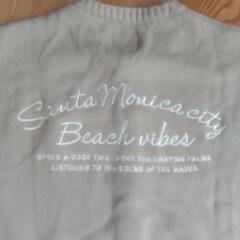 Santa Monica city
Beach vibes
SPEND A GOOD TIME UNDER THE SWAYING PALMS
LISTENING TO THE SOUND OF THE WAVES